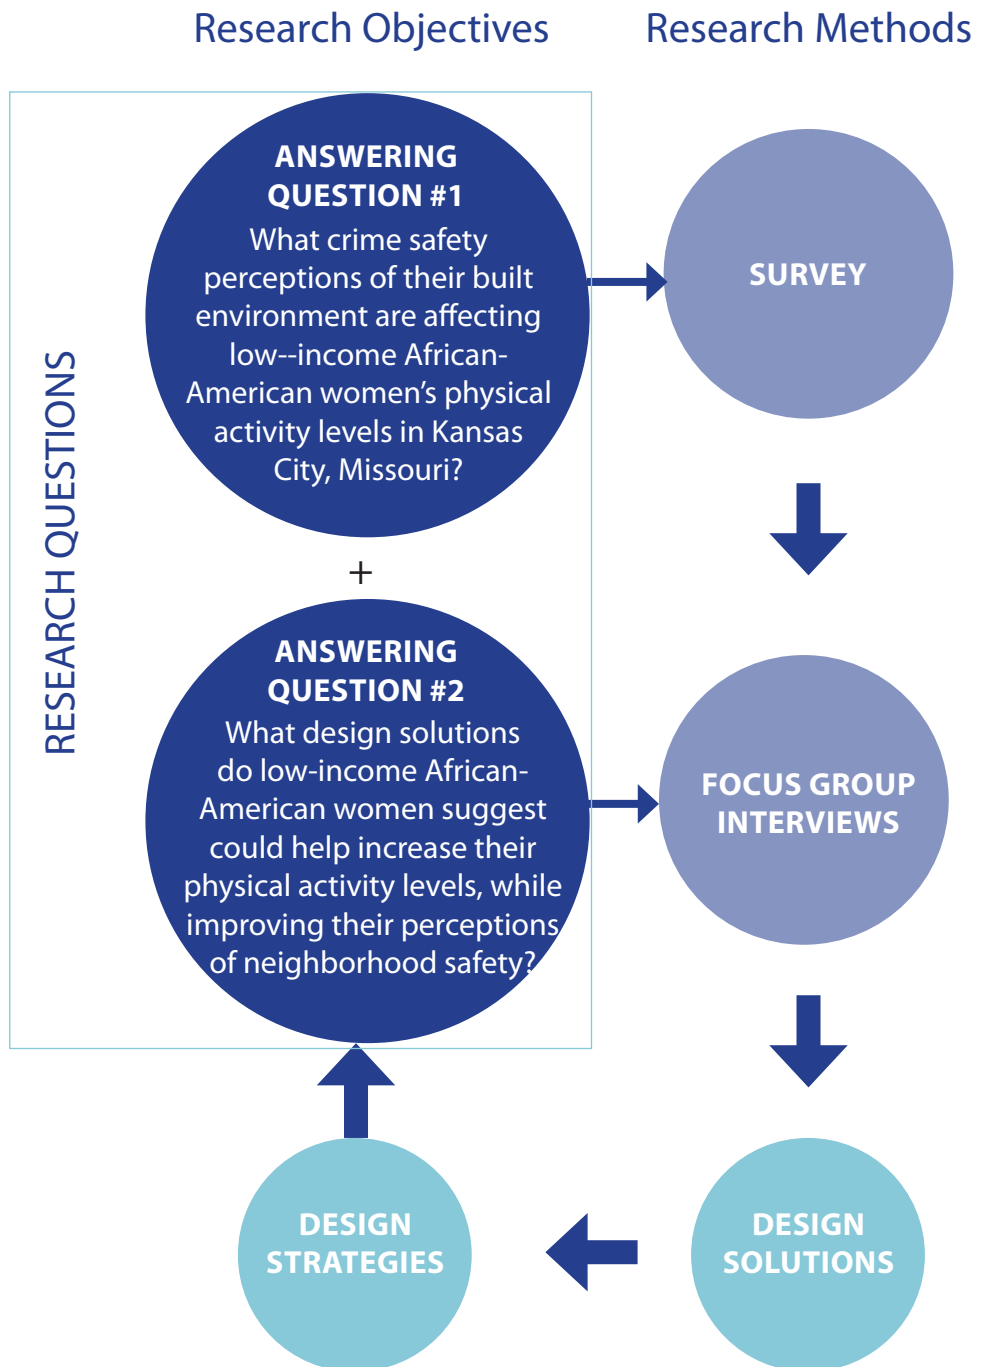 Research Objectives
Research Methods
RESEARCH QUESTIONS
ANSWERING
QUESTION #1
What crime safety
perceptions of their built
environment are affecting
low--income African-
American women’s physical
activity levels in Kansas
City, Missouri?
SURVEY
+
ANSWERING
QUESTION #2
What design solutions
do low-income African-
American women suggest
could help increase their
physical activity levels, while
improving their perceptions
of neighborhood safety?
FOCUS GROUP
INTERVIEWS
DESIGN
STRATEGIES
DESIGN
SOLUTIONS